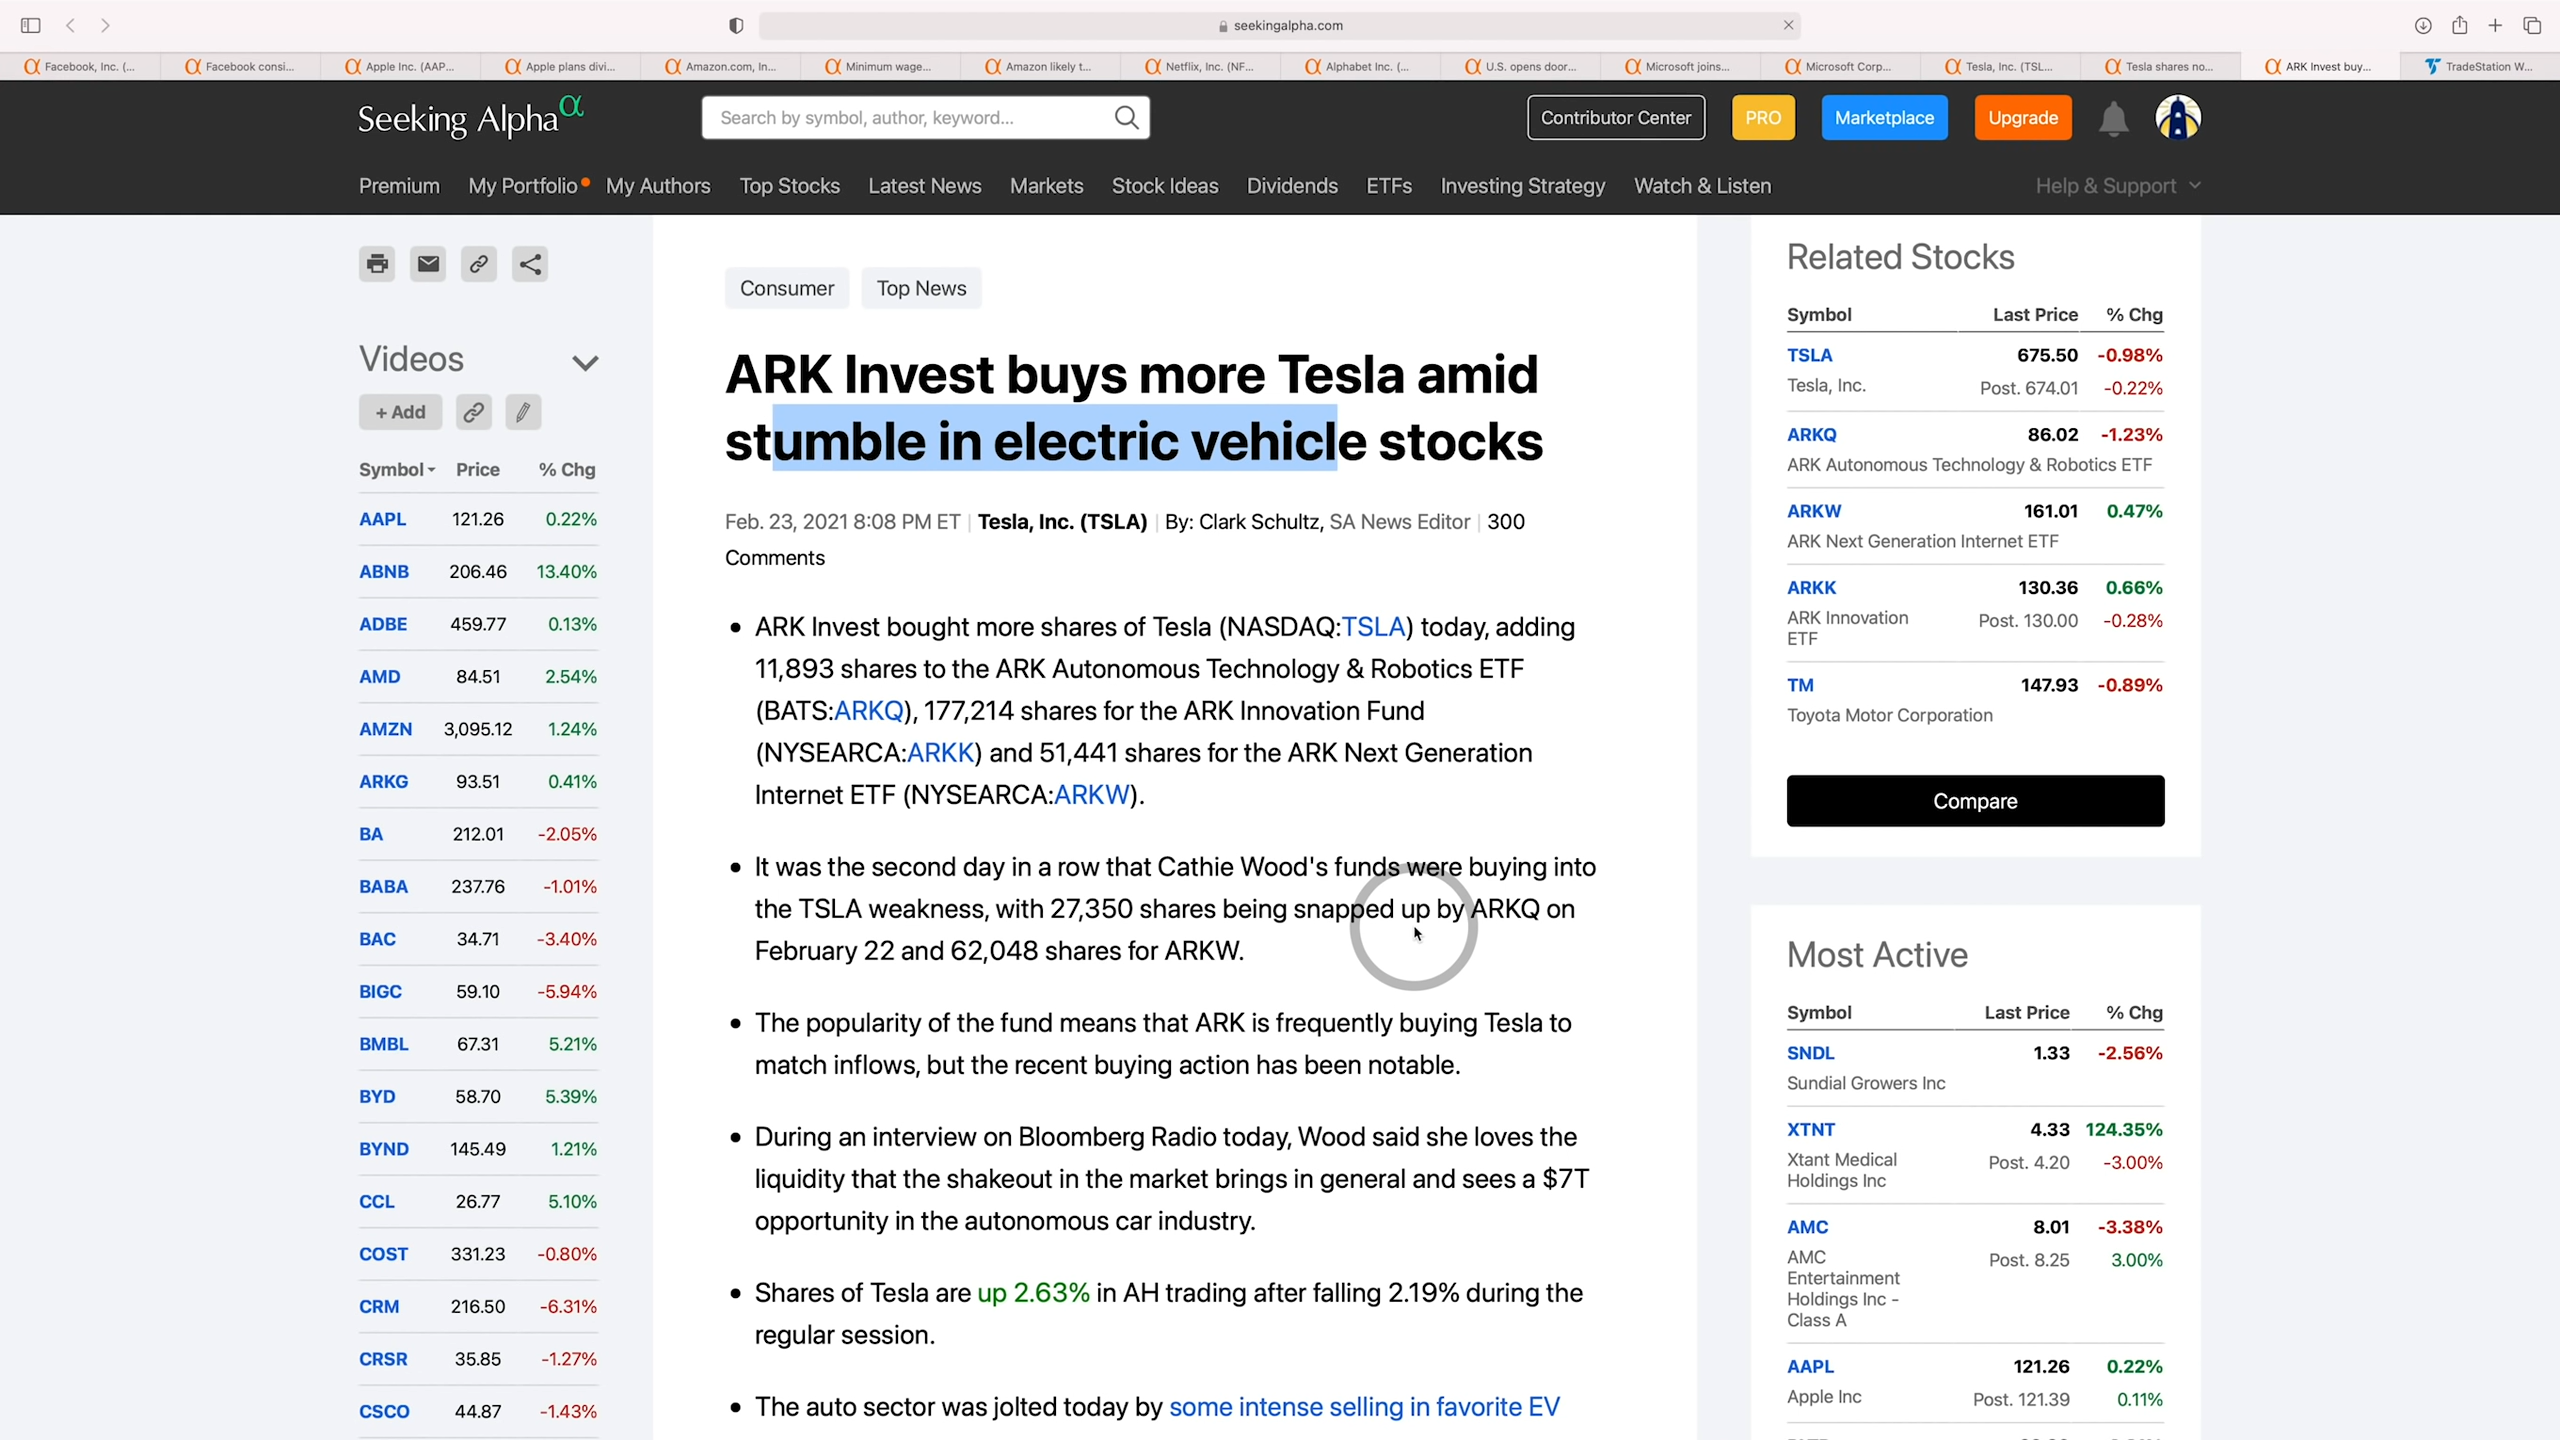 seekingalpha.com
Facebook, Inc. (...
Facebook consi...
Apple Inc. (AAP...
Apple plans divi...
Amazon.com, In...
Minimum wage...
Amazon likely t...
Netflix, Inc. (NF...
Alphabet Inc. (...
U.S. opens door...
Microsoft joins...
Microsoft Corp...
Tesla, Inc. (TSL...
Tesla shares no...
ARK Invest buy...
TradeStation W...
Seeking Alpha α
Search by symbol, author, keyword...
Contributor Center
PRO
Marketplace
Upgrade
Premium My Portfolio My Authors Top Stocks Latest News Markets Stock Ideas Dividends ETFs Investing Strategy Watch & Listen Help & Support
Videos
+ Add
Symbol Price % Chg
AAPL 121.26 0.22%
ABNB 206.46 13.40%
ADBE 459.77 0.13%
AMD 84.51 2.54%
AMZN 3,095.12 1.24%
ARKG 93.51 0.41%
BA 212.01 -2.05%
BABA 237.76 -1.01%
BAC 34.71 -3.40%
BIGC 59.10 -5.94%
BMBL 67.31 5.21%
BYD 58.70 5.39%
BYND 145.49 1.21%
CCL 26.77 5.10%
COST 331.23 -0.80%
CRM 216.50 -6.31%
CRSR 35.85 -1.27%
CSCO 44.87 -1.43%
Consumer Top News
ARK Invest buys more Tesla amid
stumble in electric vehicle stocks
Feb. 23, 2021 8:08 PM ET | Tesla, Inc. (TSLA) | By: Clark Schultz, SA News Editor | 300
Comments
• ARK Invest bought more shares of Tesla (NASDAQ:TSLA) today, adding
11,893 shares to the ARK Autonomous Technology & Robotics ETF
(BATS:ARKQ), 177,214 shares for the ARK Innovation Fund
(NYSEARCA:ARKK) and 51,441 shares for the ARK Next Generation
Internet ETF (NYSEARCA:ARKW).
• It was the second day in a row that Cathie Wood's funds were buying into
the TSLA weakness, with 27,350 shares being snapped up by ARKQ on
February 22 and 62,048 shares for ARKW.
• The popularity of the fund means that ARK is frequently buying Tesla to
match inflows, but the recent buying action has been notable.
• During an interview on Bloomberg Radio today, Wood said she loves the
liquidity that the shakeout in the market brings in general and sees a $7T
opportunity in the autonomous car industry.
• Shares of Tesla are up 2.63% in AH trading after falling 2.19% during the
regular session.
• The auto sector was jolted today by some intense selling in favorite EV
Related Stocks
Symbol Last Price % Chg
TSLA 675.50 -0.98%
Tesla, Inc. Post. 674.01 -0.22%
ARKQ 86.02 -1.23%
ARK Autonomous Technology & Robotics ETF
ARKW 161.01 0.47%
ARK Next Generation Internet ETF
ARKK 130.36 0.66%
ARK Innovation Post. 130.00 -0.28%
ETF
TM 147.93 -0.89%
Toyota Motor Corporation
Compare
Most Active
Symbol Last Price % Chg
SNDL 1.33 -2.56%
Sundial Growers Inc
XTNT 4.33 124.35%
Xtant Medical Post. 4.20 -3.00%
Holdings Inc
AMC 8.01 -3.38%
AMC Post. 8.25 3.00%
Entertainment
Holdings Inc -
Class A
AAPL 121.26 0.22%
Apple Inc Post. 121.39 0.11%